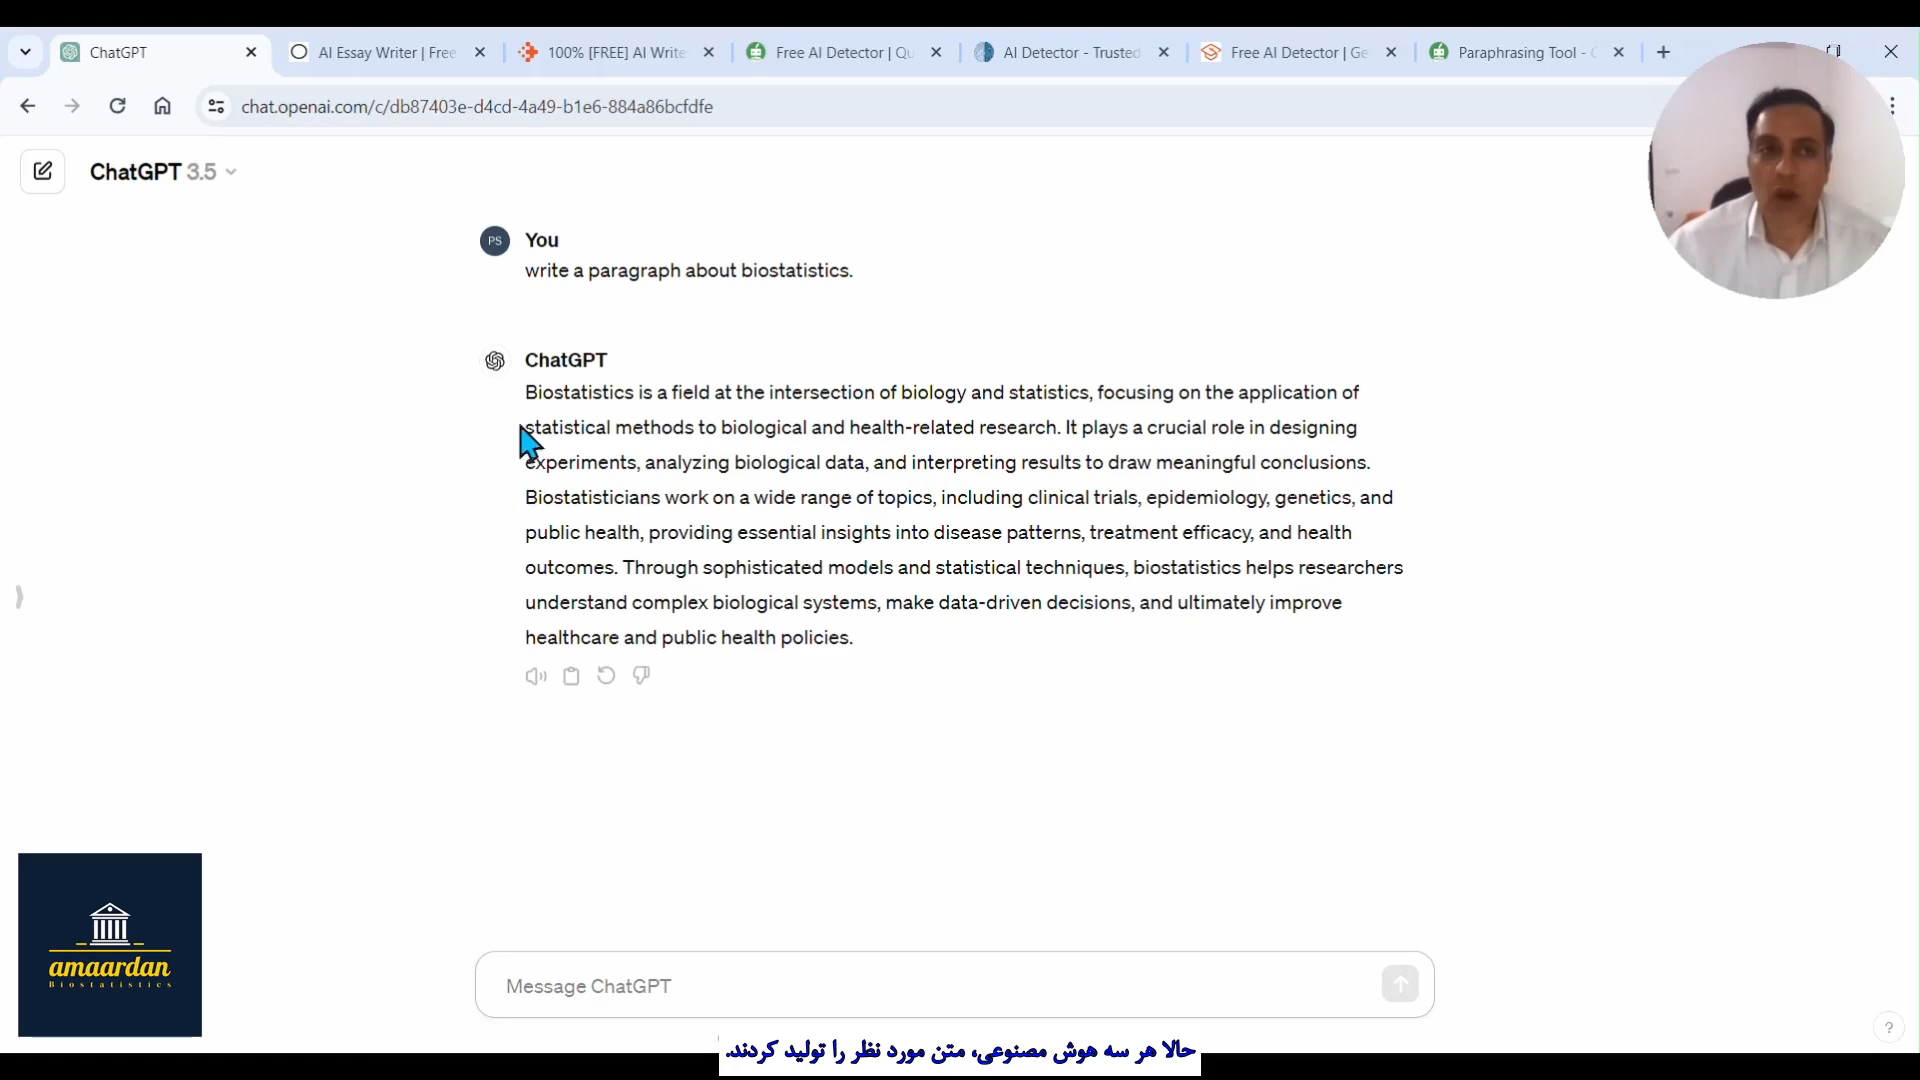 ChatGPT
AI Essay Writer | Free
100% [FREE] AI Write
Free AI Detector | Qu
AI Detector - Trusted
Free AI Detector | Ge
Paraphrasing Tool -
chat.openai.com/c/db87403e-d4cd-4a49-b1e6-884a86bcfdfe
ChatGPT 3.5
PS
You
write a paragraph about biostatistics.
ChatGPT
Biostatistics is a field at the intersection of biology and statistics, focusing on the application of
statistical methods to biological and health-related research. It plays a crucial role in designing
experiments, analyzing biological data, and interpreting results to draw meaningful conclusions.
Biostatisticians work on a wide range of topics, including clinical trials, epidemiology, genetics, and
public health, providing essential insights into disease patterns, treatment efficacy, and health
outcomes. Through sophisticated models and statistical techniques, biostatistics helps researchers
understand complex biological systems, make data-driven decisions, and ultimately improve
healthcare and public health policies.
amaardan
Biostatistics
Message ChatGPT
?
حالا هر سه هوش مصنوعی، متن مورد نظر را تولید کردند.